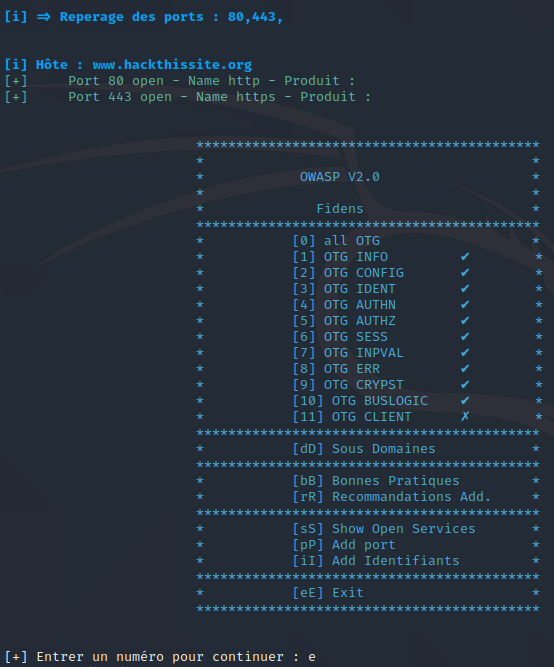 [i] => Reperage des ports : 80,443,
[i] Hôte : www.hackthissite.org
[+]     Port 80 open - Name http - Produit :
[+]     Port 443 open - Name https - Produit :
*******************************************
*                                         *
*            OWASP V2.0                   *
*                                         *
*              Fidens                     *
*******************************************
*           [0] all OTG                   *
*           [1] OTG INFO         ✔        *
*           [2] OTG CONFIG       ✔        *
*           [3] OTG IDENT        ✔        *
*           [4] OTG AUTHN        ✔        *
*           [5] OTG AUTHZ        ✔        *
*           [6] OTG SESS         ✔        *
*           [7] OTG INPVAL       ✔        *
*           [8] OTG ERR          ✔        *
*           [9] OTG CRYPST       ✔        *
*           [10] OTG BUSLOGIC    ✔        *
*           [11] OTG CLIENT      ✗        *
*******************************************
*           [dD] Sous Domaines            *
*******************************************
*           [bB] Bonnes Pratiques         *
*           [rR] Recommandations Add.     *
*******************************************
*           [sS] Show Open Services       *
*           [pP] Add port                 *
*           [iI] Add Identifiants         *
*******************************************
*           [eE] Exit                     *
*******************************************
[+] Entrer un numéro pour continuer : e